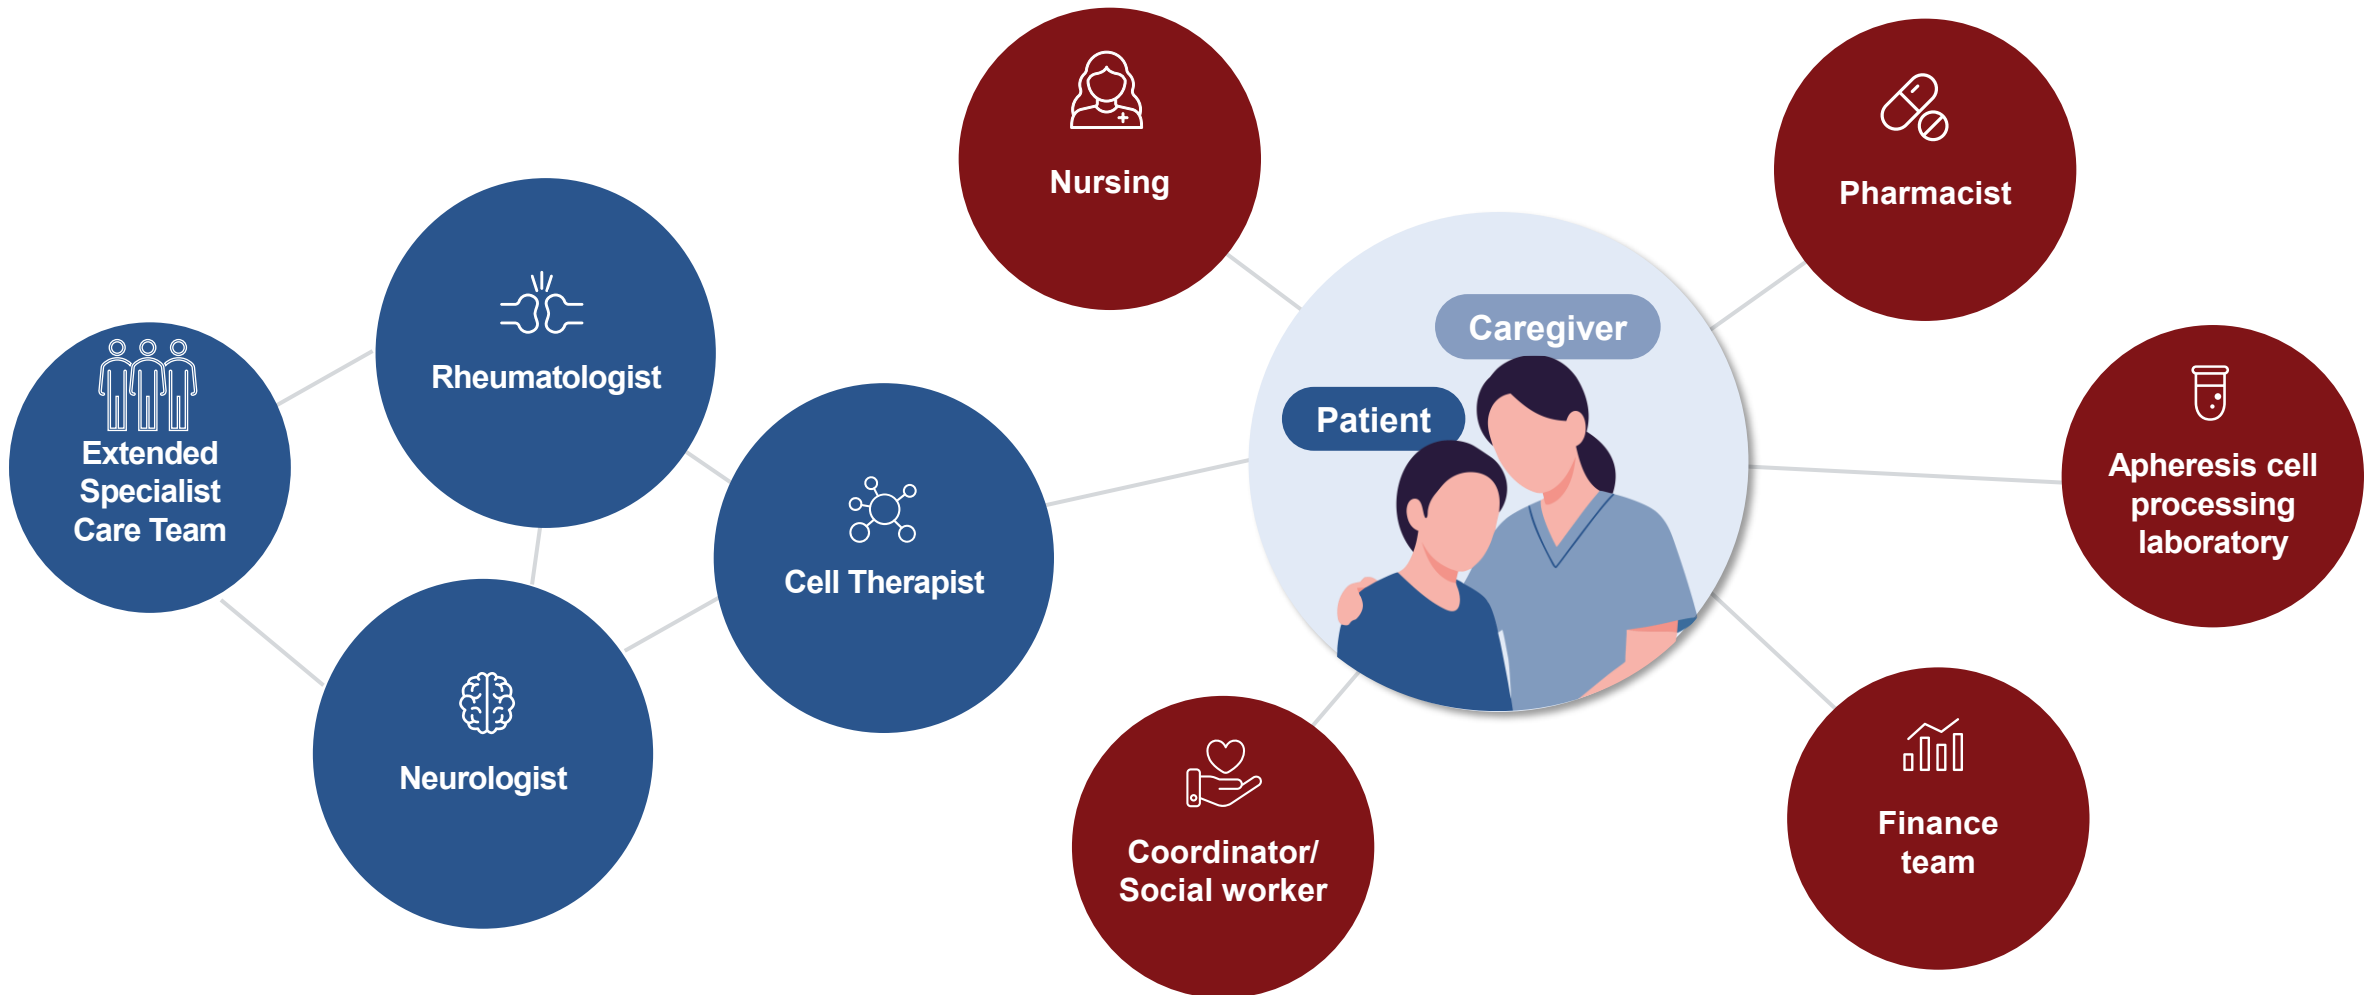 Nursing
Pharmacist
Caregiver
Patient
Rheumatologist
Extended
Specialist
Care Team
Apheresis cell
processing
laboratory
Cell Therapist
Neurologist
Coordinator/
Social worker
Finance
team